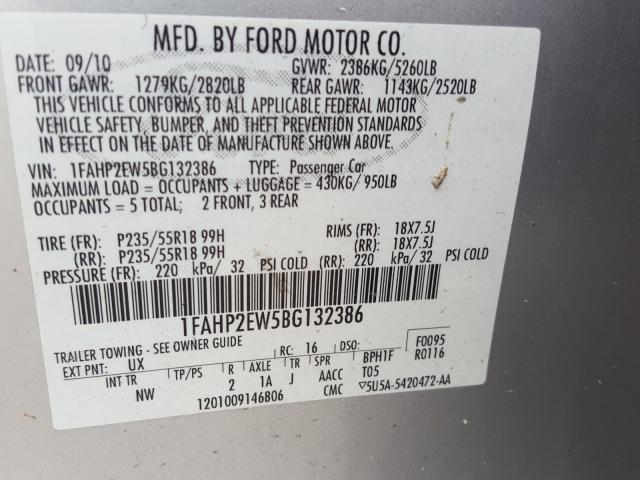 MFD. BY FORD MOTOR CO.
DATE: 09/10 GVWR: 2386KG/5260LB
FRONT GAWR: 1279KG/2820LB REAR GAWR: 1143KG/2520LB
THIS VEHICLE CONFORMS TO ALL APPLICABLE FEDERAL MOTOR
VEHICLE SAFETY, BUMPER, AND THEFT PREVENTION STANDARDS
IN EFFECT ON THE DATE OF MANUFACTURE SHOWN ABOVE.
VIN: 1FAHP2EW5BG132386 TYPE: Passenger Car
MAXIMUM LOAD = OCCUPANTS + LUGGAGE = 430KG/950LB
OCCUPANTS = 5 TOTAL; 2 FRONT, 3 REAR
TIRE (FR): P235/55R18 99H RIMS (FR): 18X7.5J
(RR): P235/55R18 99H (RR): 18X7.5J
PRESSURE (FR): 220 kPa/ 32 PSI COLD (RR): 220 kPa/ 32 PSI COLD
1FAHP2EW5BG132386
TRAILER TOWING - SEE OWNER GUIDE
EXT PNT: UX RC: 16 DSO: F0095
INT TR TP/PS R AXLE TR SPR BPH1F R0116
NW 2 1A J AACC T05
1201009146806 CMC ▽5U5A-5420472-AA